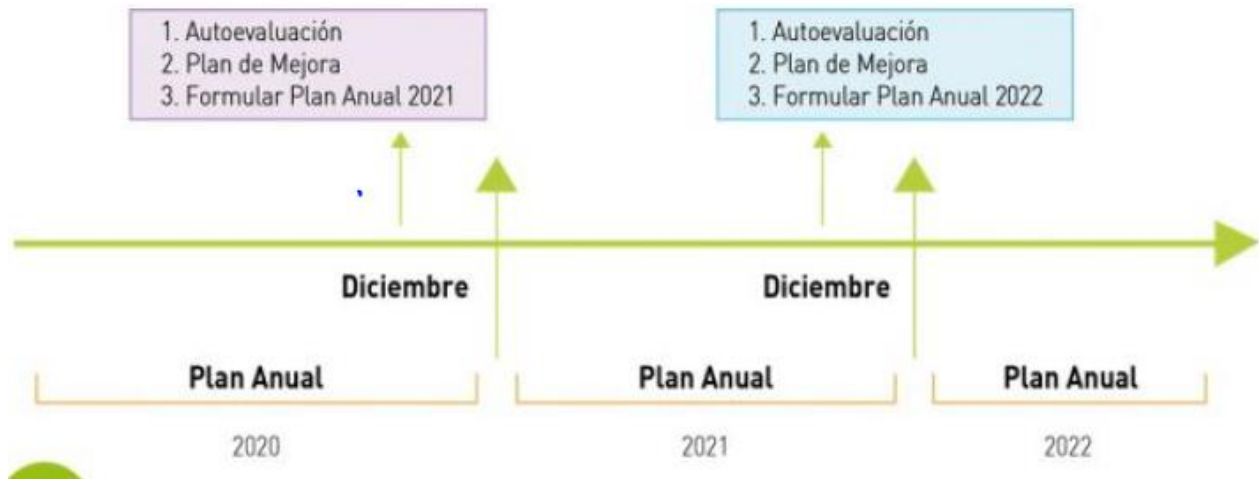 1. Autoevaluación
2. Plan de Mejora
3. Formular Plan Anual 2021
1. Autoevaluación
2. Plan de Mejora
3. Formular Plan Anual 2022
Diciembre
Diciembre
Plan Anual
Plan Anual
Plan Anual
2020
2021
2022